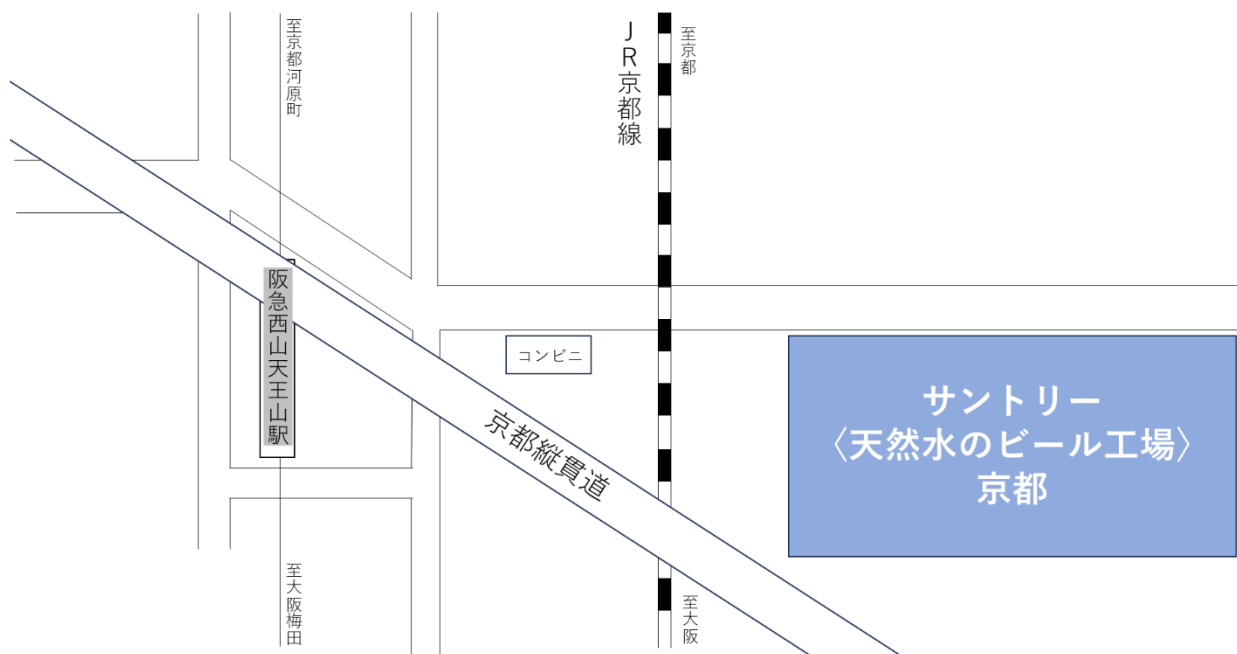 至京都河原町
JR京都線
至京都
阪急西山天王山駅
コンビニ
京都縦貫道
サントリー
〈天然水のビール工場〉
京都
至大阪梅田
至大阪